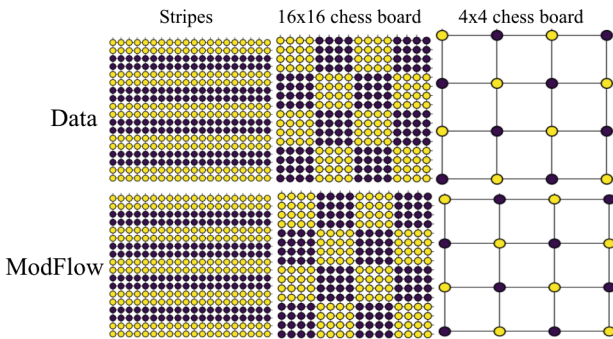 Stripes
16x16 chess board
4x4 chess board
Data
ModFlow